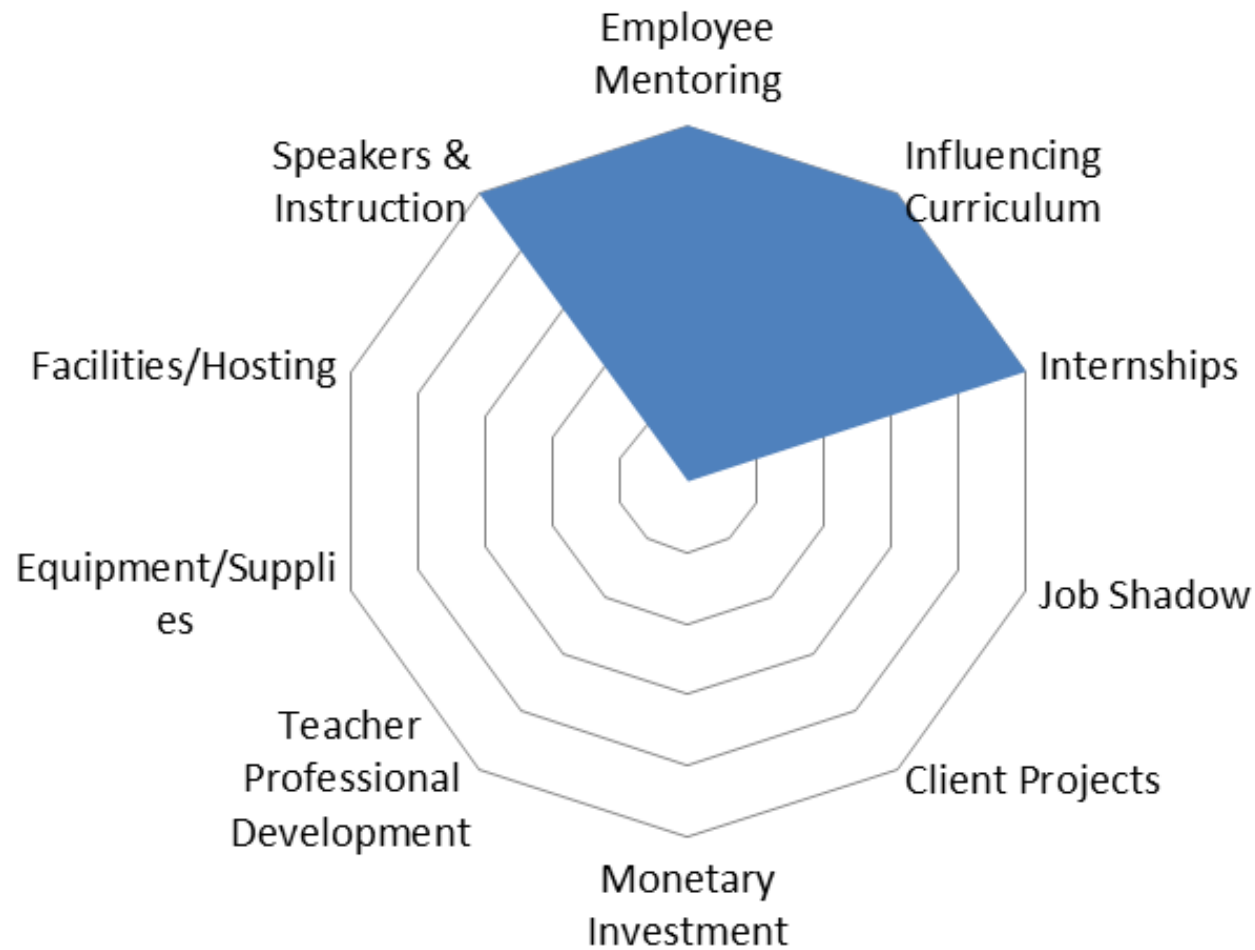 Employee
Mentoring
Influencing
Curriculum
Internships
Job Shadow
Client Projects
Monetary
Investment
Teacher
Professional
Development
Equipment/Suppli
es
Facilities/Hosting
Speakers &
Instruction